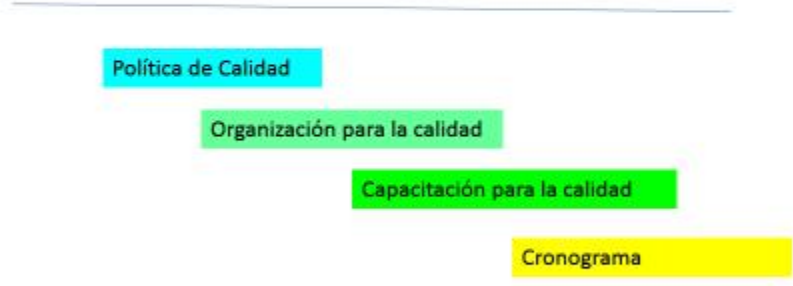 Política de Calidad
Organización para la calidad
Capacitación para la calidad
Cronograma